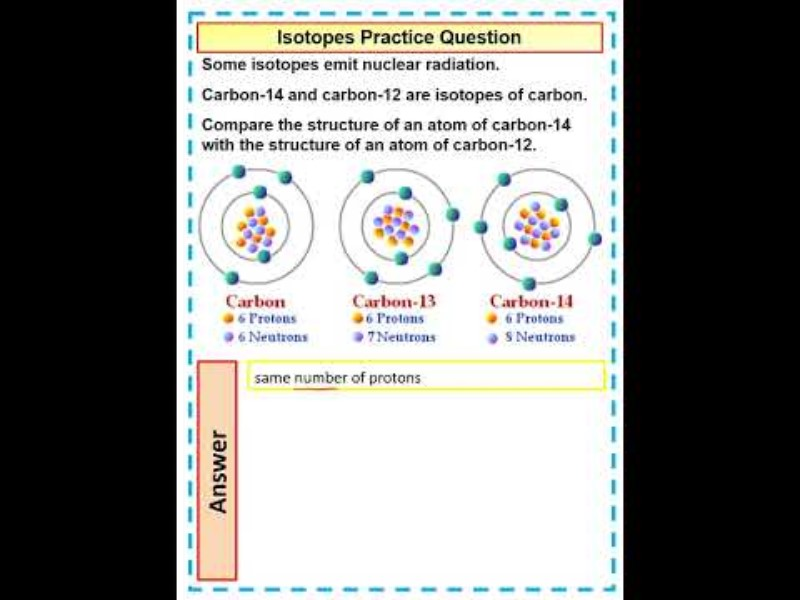 Isotopes Practice Question
Some isotopes emit nuclear radiation.
Carbon-14 and carbon-12 are isotopes of carbon.
Compare the structure of an atom of carbon-14
with the structure of an atom of carbon-12.
Carbon
6 Protons
6 Neutrons
Carbon-13
6 Protons
7 Neutrons
Carbon-14
6 Protons
8 Neutrons
Answer
same number of protons